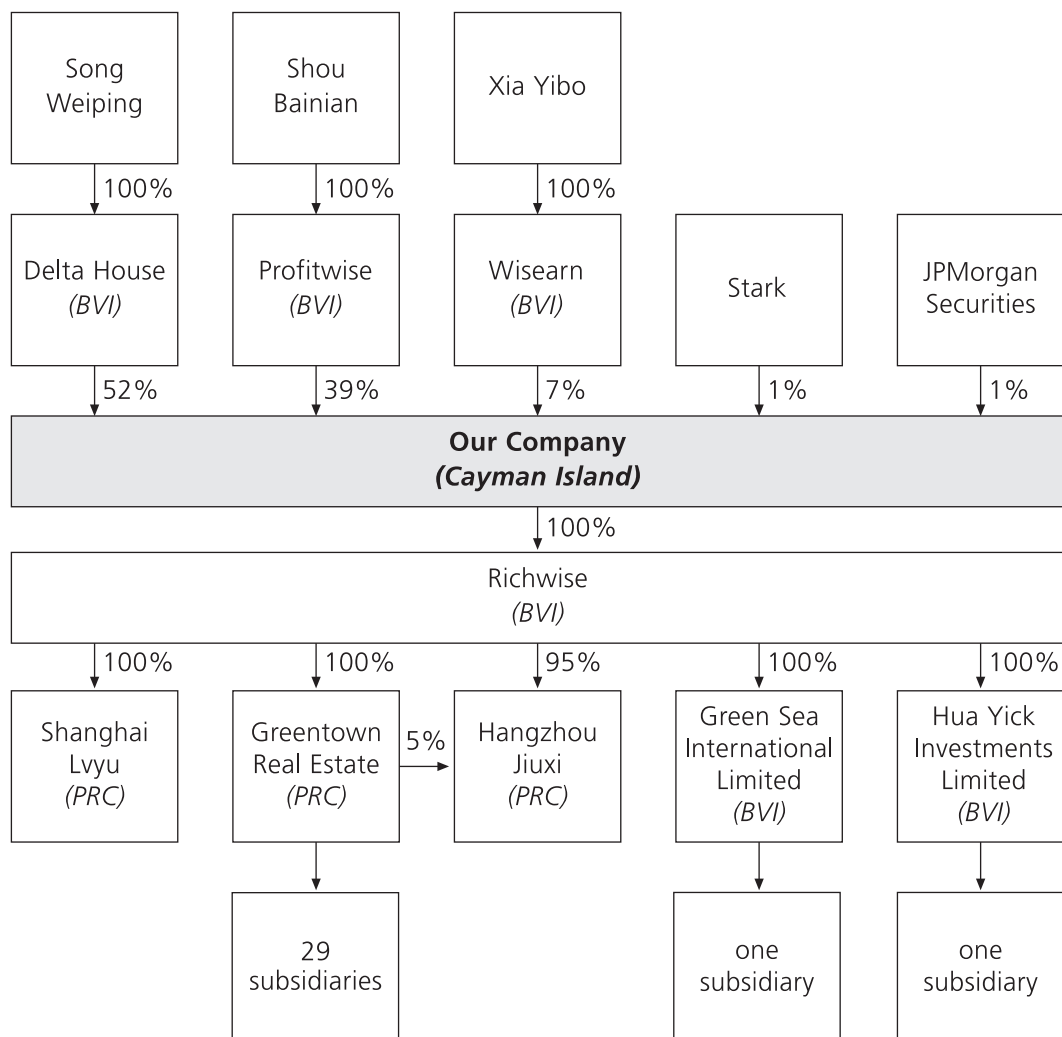 Song
Weiping
Shou
Bainian
Xia Yibo
100%
100%
100%
Delta House
(BVI)
Profitwise
(BVI)
Wisearn
(BVI)
Stark
JPMorgan
Securities
52%
39%
7%
1%
1%
Our Company
(Cayman Island)
100%
Richwise
(BVI)
100%
100%
95%
100%
100%
Shanghai
Lvyu
(PRC)
Greentown
Real Estate
(PRC)
5%
Hangzhou
Jiuxi
(PRC)
Green Sea
International
Limited
(BVI)
Hua Yick
Investments
Limited
(BVI)
29
subsidiaries
one
subsidiary
one
subsidiary